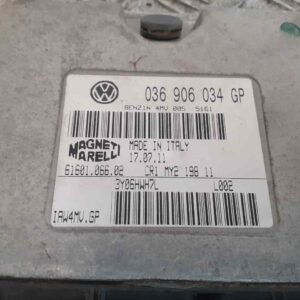 036 906 034 GP
BENZIN 4MV 005 5161
MAGNETI MARELLI
MADE IN ITALY
17.07.11
61601.066.02 CR1 MY2 198 11
3Y06HWH7L L002
IAW4MV.GP